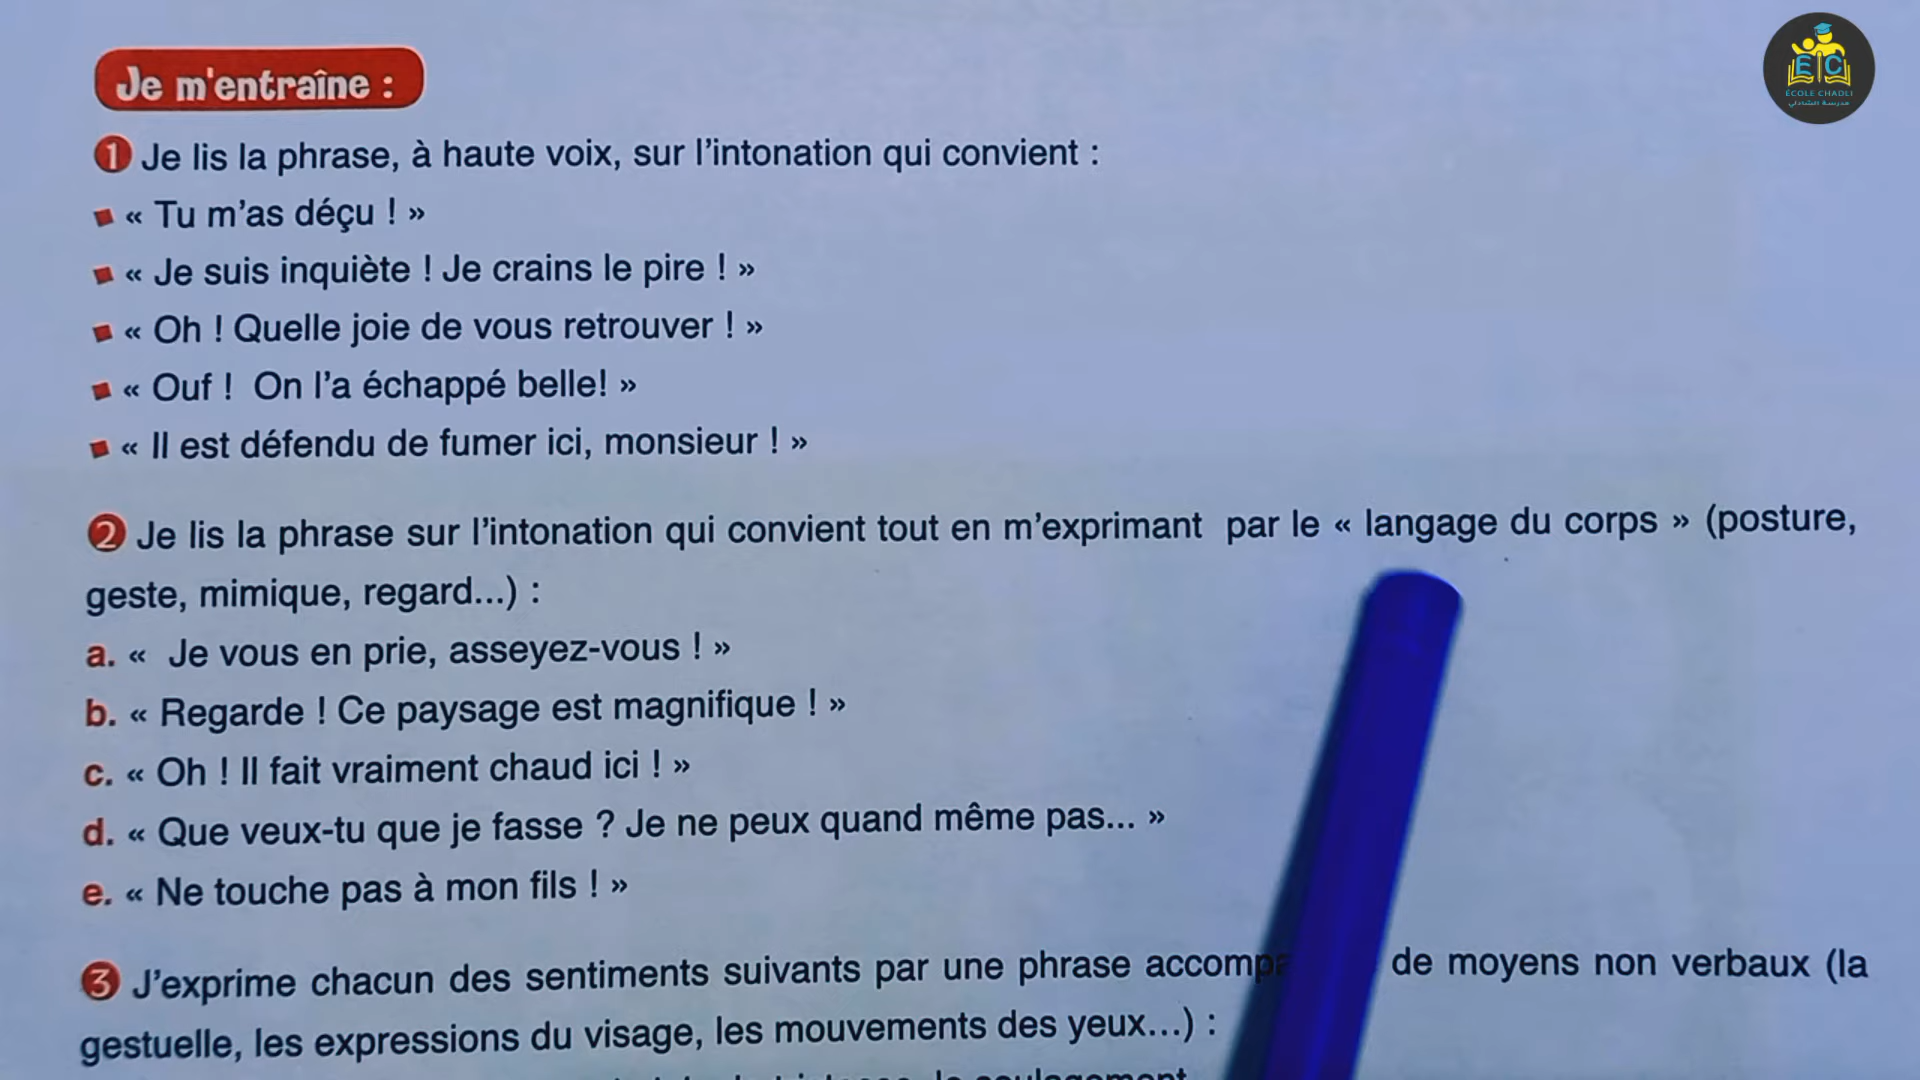 Je m'entraîne :
1 Je lis la phrase, à haute voix, sur l'intonation qui convient :
« Tu m'as déçu ! »
« Je suis inquiète ! Je crains le pire ! »
« Oh ! Quelle joie de vous retrouver ! »
« Ouf ! On l'a échappé belle! »
« Il est défendu de fumer ici, monsieur ! »
2 Je lis la phrase sur l'intonation qui convient tout en m'exprimant par le « langage du corps » (posture,
geste, mimique, regard...) :
a. « Je vous en prie, asseyez-vous ! »
b. « Regarde ! Ce paysage est magnifique ! »
c. « Oh ! Il fait vraiment chaud ici ! »
d. « Que veux-tu que je fasse ? Je ne peux quand même pas... »
e. « Ne touche pas à mon fils ! »
3 J'exprime chacun des sentiments suivants par une phrase de moyens non verbaux (la
gestuelle, les expressions du visage, les mouvements des yeux...) :
E C
ÉCOLE CHADLI
مدرسة الشادلي